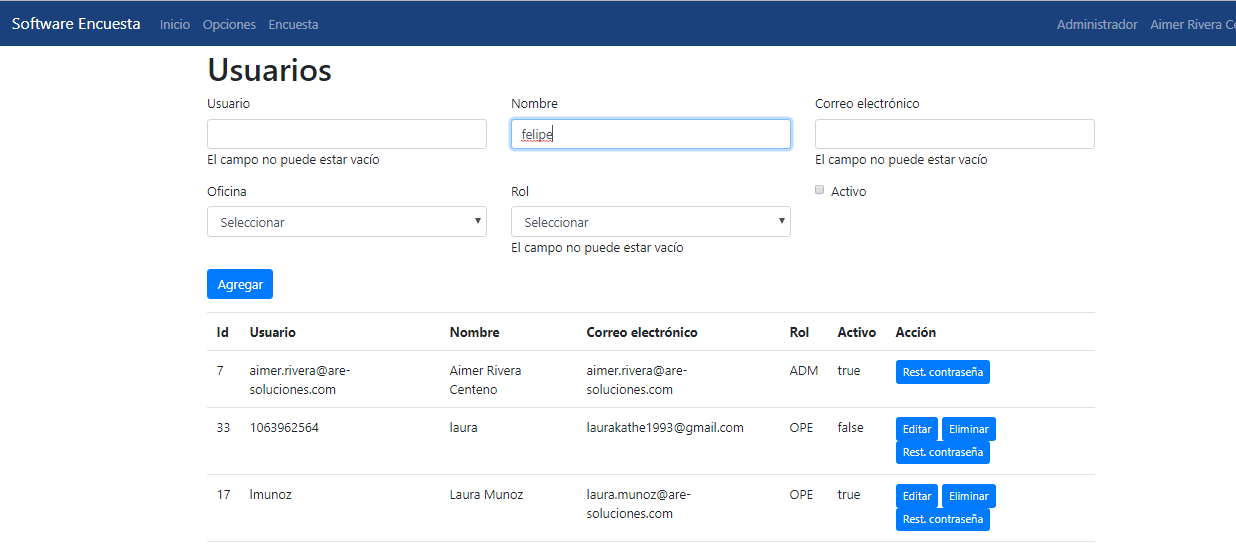 Software Encuesta Inicio Opciones Encuesta Administrador Aimer Rivera Ce
Usuarios
Usuario Nombre Correo electrónico
felipe
El campo no puede estar vacío El campo no puede estar vacío
Oficina Rol Activo
Seleccionar Seleccionar
El campo no puede estar vacío
Agregar
Id Usuario Nombre Correo electrónico Rol Activo Acción
7 aimer.rivera@are- Aimer Rivera aimer.rivera@are- ADM true Rest. contraseña
soluciones.com Centeno soluciones.com
33 1063962564 laura laurakathe1993@gmail.com OPE false Editar Eliminar
Rest. contraseña
17 lmunoz Laura Munoz laura.munoz@are- OPE true Editar Eliminar
soluciones.com Rest. contraseña